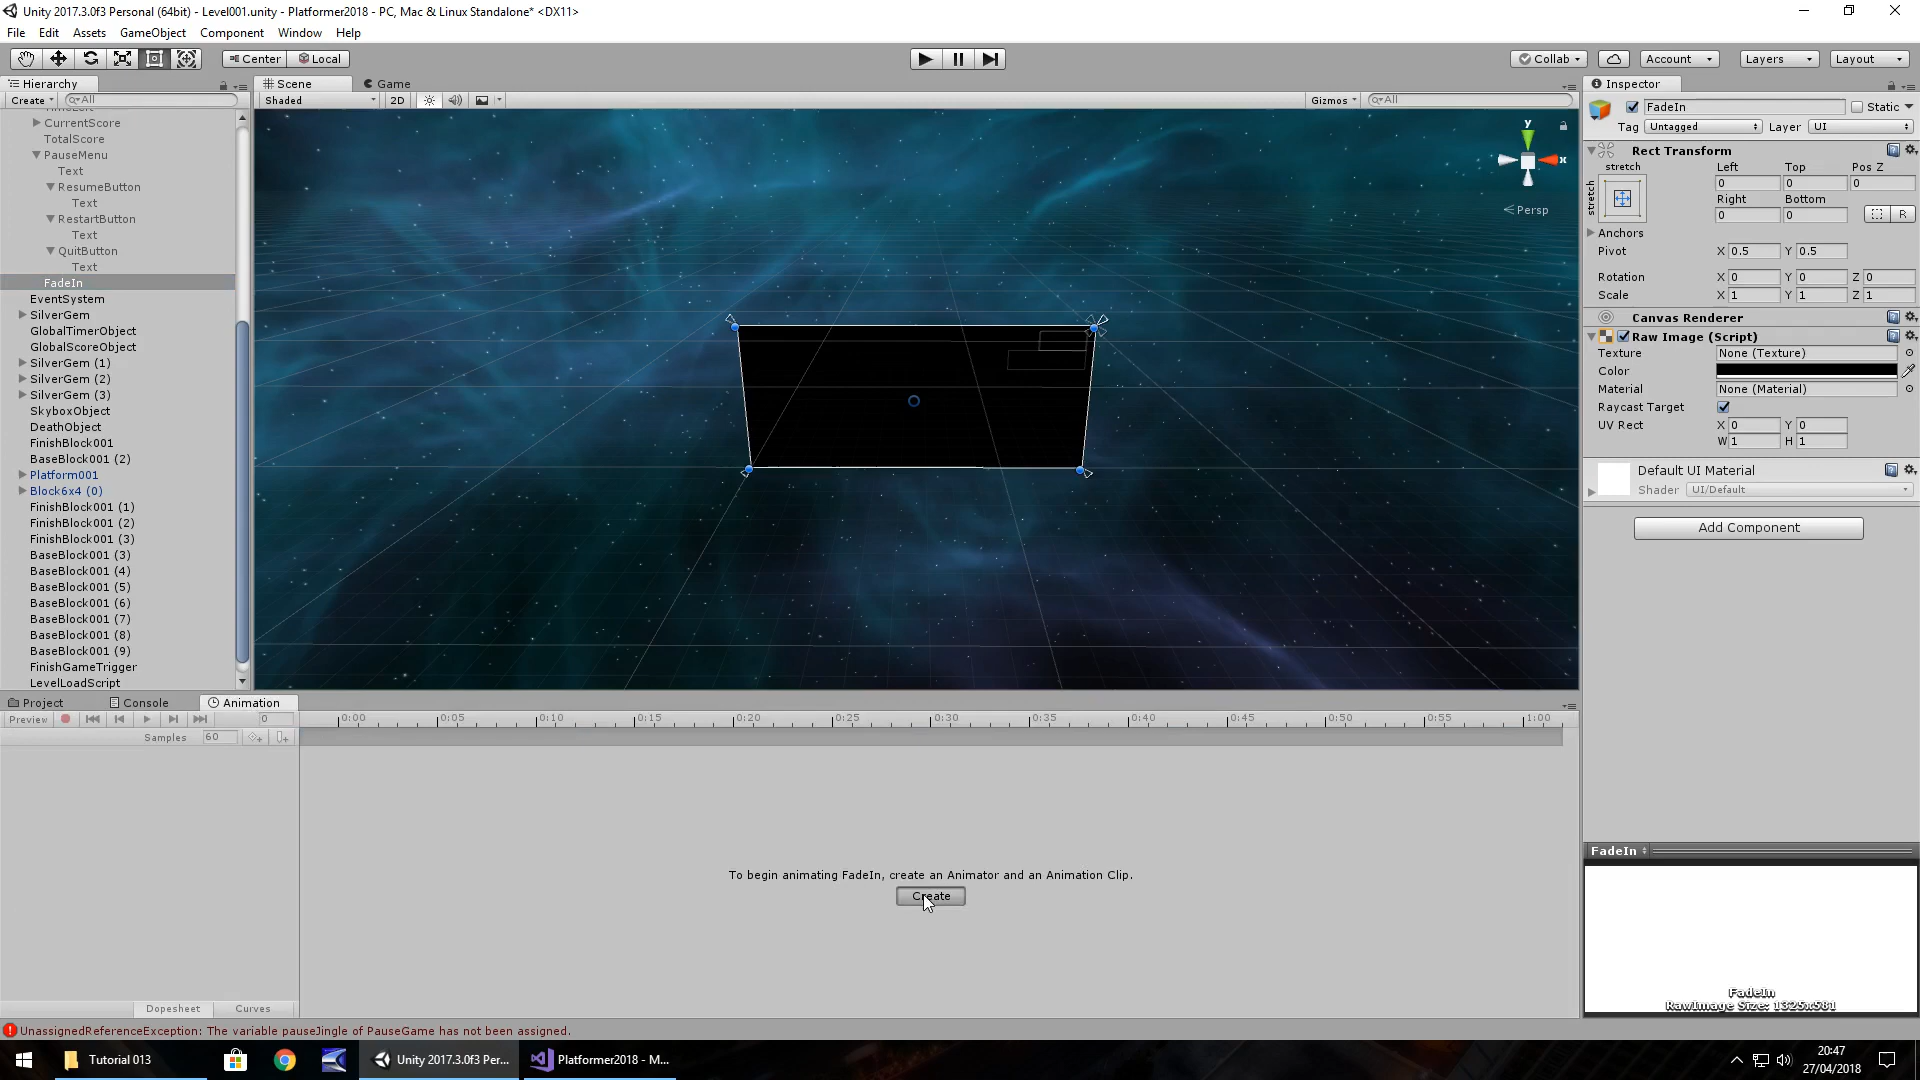 Unity 2017.3.0f3 Personal (64bit) - Level001.unity - Platformer2018 - PC, Mac & Linux Standalone* <DX11>
File Edit Assets GameObject Component Window Help
Center Local Collab Account Layers Layout
Hierarchy
Create All
CurrentScore
TotalScore
PauseMenu
Text
ResumeButton
Text
RestartButton
Text
QuitButton
Text
FadeIn
EventSystem
SilverGem
GlobalTimerObject
GlobalScoreObject
SilverGem (1)
SilverGem (2)
SilverGem (3)
SkyboxObject
DeathObject
FinishBlock001
BaseBlock001 (2)
Platform001
Block6x4 (0)
FinishBlock001 (1)
FinishBlock001 (2)
FinishBlock001 (3)
BaseBlock001 (3)
BaseBlock001 (4)
BaseBlock001 (5)
BaseBlock001 (6)
BaseBlock001 (7)
BaseBlock001 (8)
BaseBlock001 (9)
FinishGameTrigger
LevelLoadScript
Scene Game
Shaded 2D Gizmos All
y
x
Persp
Inspector
FadeIn Static
Tag Untagged Layer UI
Rect Transform
stretch Left Top Pos Z
stretch
0 0 0
Right Bottom
0 0 R
Anchors
Pivot X 0.5 Y 0.5
Rotation X 0 Y 0 Z 0
Scale X 1 Y 1 Z 1
Canvas Renderer
Raw Image (Script)
Texture None (Texture)
Color
Material None (Material)
Raycast Target
UV Rect X 0 Y 0
W 1 H 1
Default UI Material
Shader UI/Default
Add Component
FadeIn
FadeIn
RawImage Size: 1325x581
Project Console Animation
Preview 0 0:00 0:05 0:10 0:15 0:20 0:25 0:30 0:35 0:40 0:45 0:50 0:55 1:00
Samples 60
To begin animating FadeIn, create an Animator and an Animation Clip.
Create
Dopesheet Curves
UnassignedReferenceException: The variable pauseJingle of PauseGame has not been assigned.
Tutorial 013 Unity 2017.3.0f3 Per... Platformer2018 - M...
20:47
27/04/2018